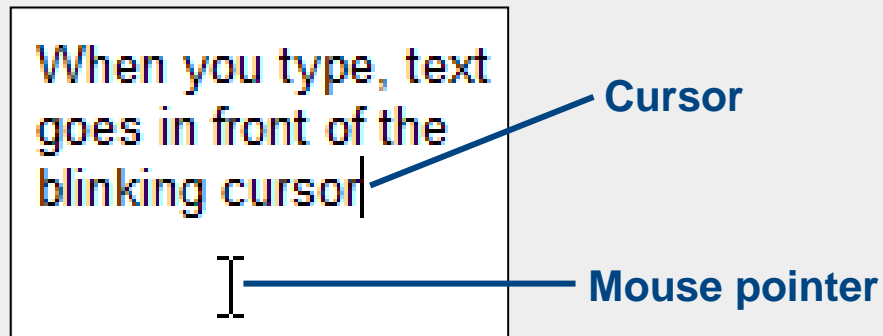 When you type, text
goes in front of the
blinking cursor
Cursor
Mouse pointer